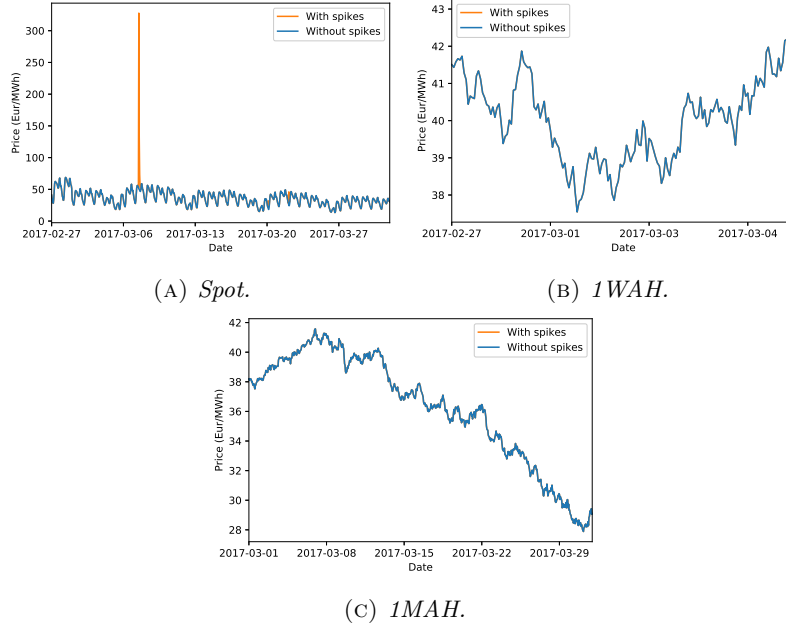 With spikes
Without spikes
300
250
200
150
100
50
0
Price (Eur/MWh)
2017-02-27
2017-03-06
2017-03-13
2017-03-20
2017-03-27
Date
(A) Spot.
With spikes
Without spikes
42
41
40
39
38
Price (Eur/MWh)
2017-02-27
2017-03-01
2017-03-03
2017-03-04
Date
(B) 1WAH.
With spikes
Without spikes
42
40
38
36
34
32
30
28
Price (Eur/MWh)
2017-03-01
2017-03-08
2017-03-15
2017-03-22
2017-03-29
Date
(C) 1MAH.